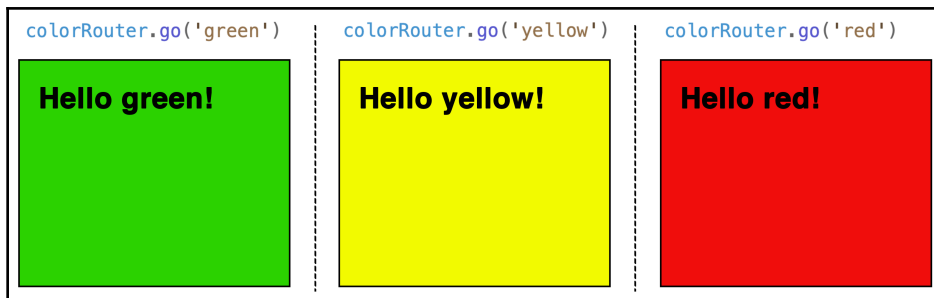 colorRouter.go('green')
colorRouter.go('yellow')
colorRouter.go('red')
Hello green!
Hello yellow!
Hello red!